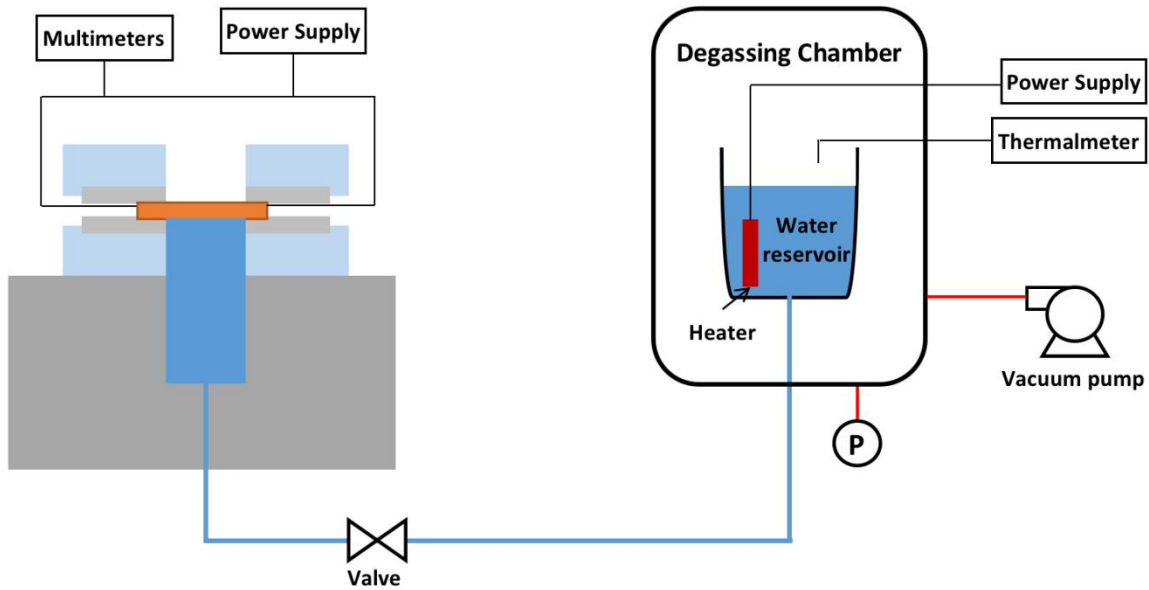 Multimeters
Power Supply
Degassing Chamber
Power Supply
Thermalmeter
Water
reservoir
Heater
Vacuum pump
P
Valve